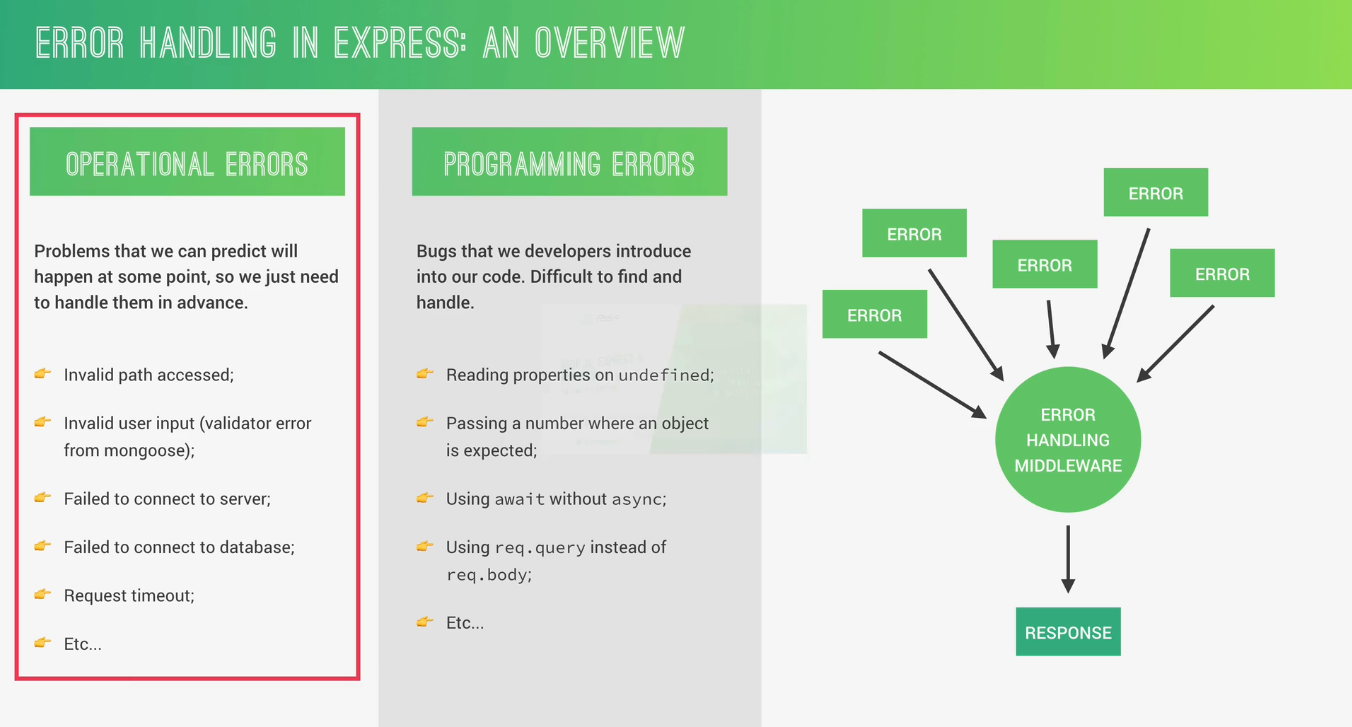 ERROR HANDLING IN EXPRESS: AN OVERVIEW
OPERATIONAL ERRORS
Problems that we can predict will
happen at some point, so we just need
to handle them in advance.
Invalid path accessed;
Invalid user input (validator error
from mongoose);
Failed to connect to server;
Failed to connect to database;
Request timeout;
Etc...
PROGRAMMING ERRORS
Bugs that we developers introduce
into our code. Difficult to find and
handle.
Reading properties on undefined;
Passing a number where an object
is expected;
Using await without async;
Using req.query instead of
req.body;
Etc...
ERROR
ERROR
ERROR
ERROR
ERROR
ERROR
HANDLING
MIDDLEWARE
RESPONSE